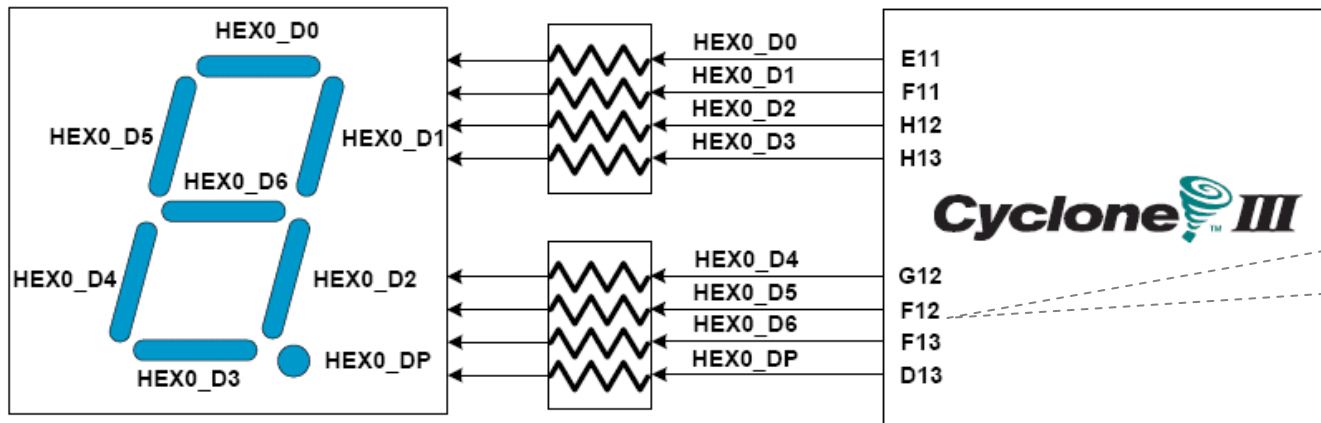 HEX0_D0
HEX0_D5
HEX0_D1
HEX0_D6
HEX0_D4
HEX0_D2
HEX0_D3
HEX0_DP
HEX0_D0
HEX0_D1
HEX0_D2
HEX0_D3
HEX0_D4
HEX0_D5
HEX0_D6
HEX0_DP
E11
F11
H12
H13
Cyclone TM III
G12
F12
F13
D13